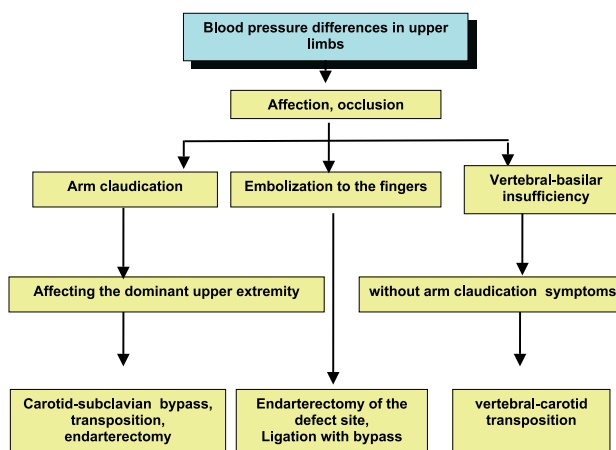 Blood pressure differences in upper
limbs
Affection, occlusion
Arm claudication
Embolization to the fingers
Vertebral-basilar
insufficiency
Affecting the dominant upper extremity
without arm claudication symptoms
Carotid-subclavian bypass,
transposition,
endarterectomy
Endarterectomy of the
defect site,
Ligation with bypass
vertebral-carotid
transposition